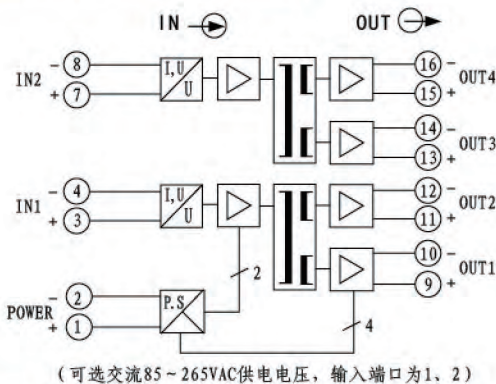 IN OUT
- 8 I,U U 16 - OUT4
IN2
+ 7 15 +
14 - OUT3
13 +
- 4 I,U U 12 - OUT2
IN1
+ 3 11 +
10 - OUT1
2 9 +
- 2 P.S
POWER
+ 1 4
(可选交流85~265VAC供电电压，输入端口为1、2)